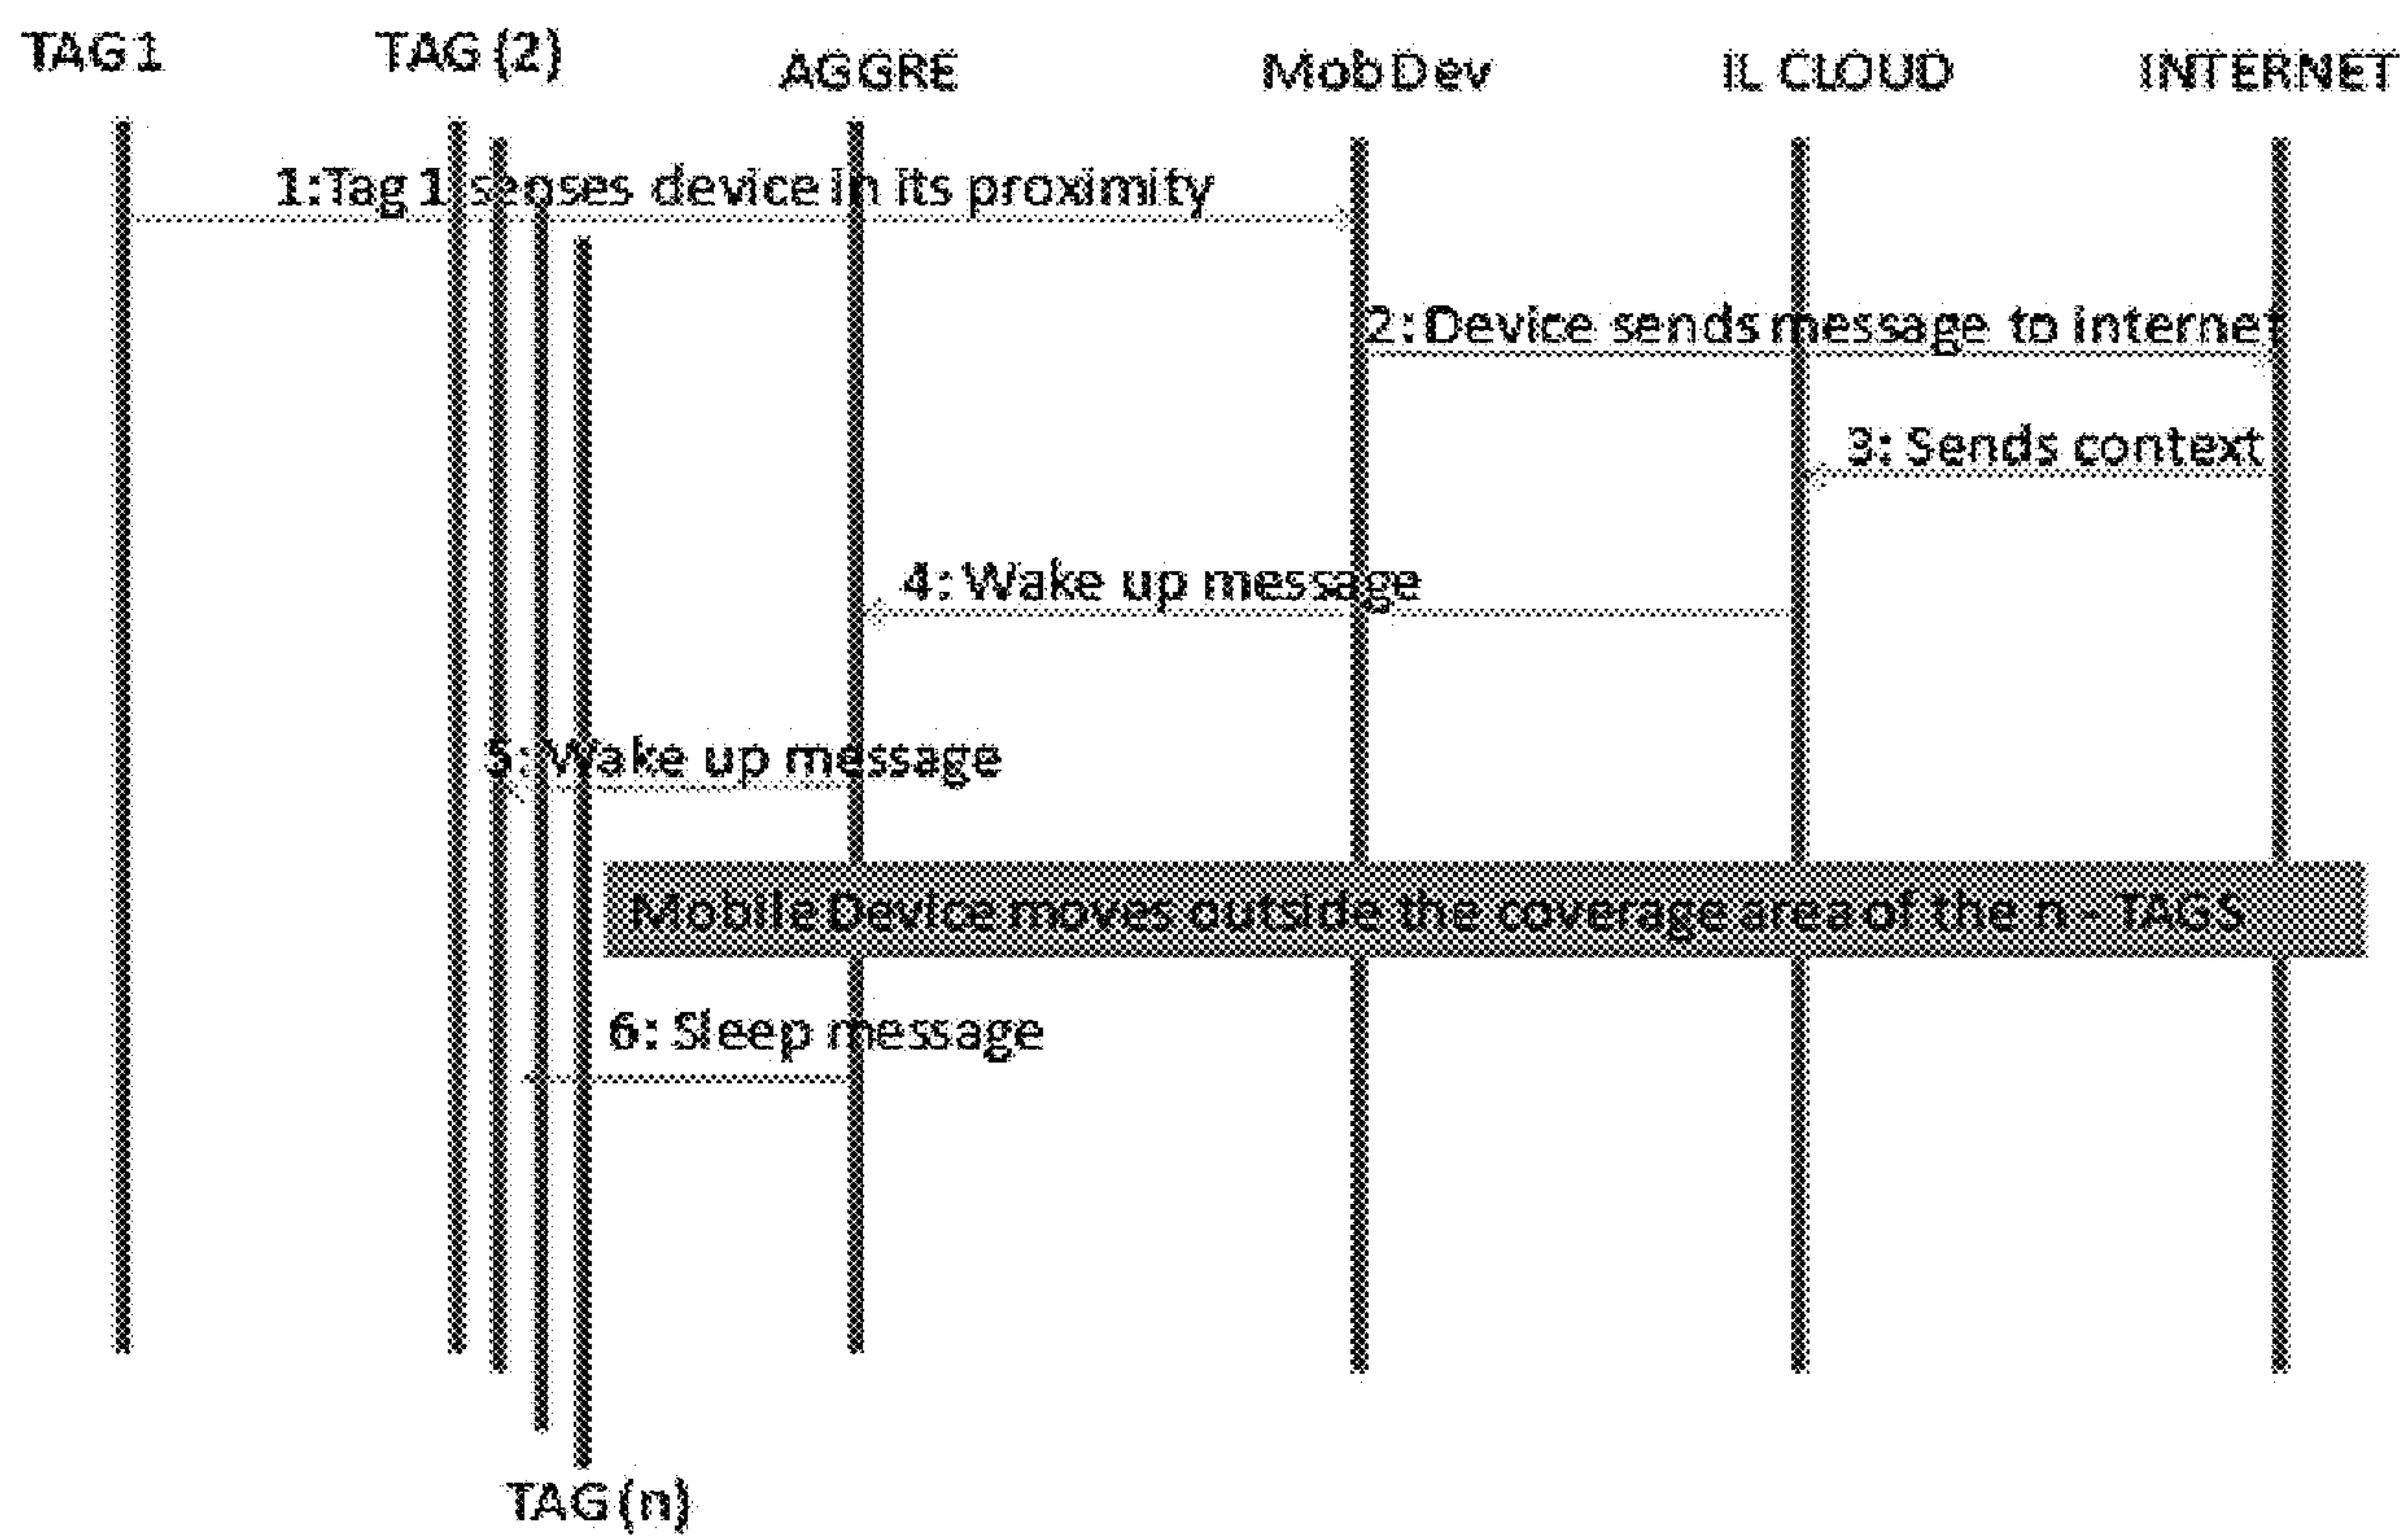 TAG 1
TAG (2)
AGGRE
MobDev
IL CLOUD
INTERNET
1:Tag 1 senses device in its proximity
2: Device sends message to internet
3: Sends context
4: Wake up message
5: Wake up message
Mobile Device moves outside the coverage area of the n - TAGS
6: Sleep message
TAG (n)